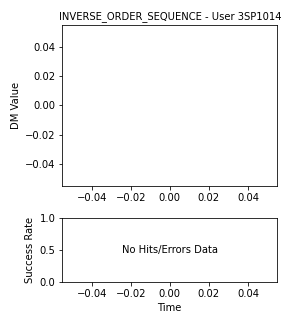 INVERSE_ORDER_SEQUENCE - User 3SP1014
DM Value
0.04
0.02
0.00
−0.02
−0.04
−0.04 −0.02 0.00 0.02 0.04
Success Rate
1.0
0.5
0.0
No Hits/Errors Data
−0.04 −0.02 0.00 0.02 0.04
Time